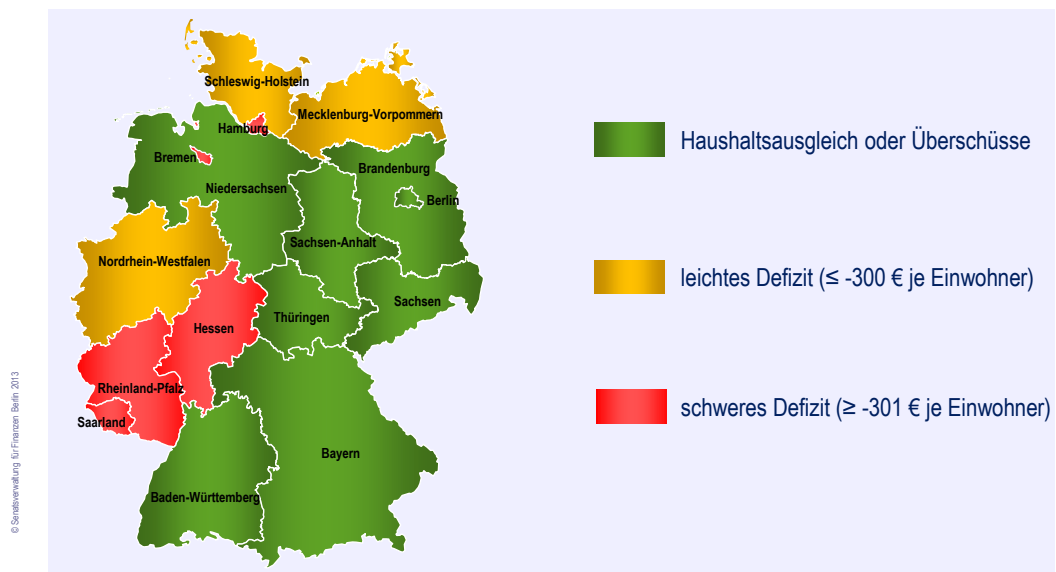 Schleswig-Holstein
Mecklenburg-Vorpommern
Hamburg
Bremen
Brandenburg
Niedersachsen
Berlin
Sachsen-Anhalt
Nordrhein-Westfalen
Sachsen
Thüringen
Hessen
Rheinland-Pfalz
Saarland
Bayern
Baden-Württemberg
Haushaltsausgleich oder Überschüsse
leichtes Defizit (≤ -300 € je Einwohner)
schweres Defizit (≥ -301 € je Einwohner)
© Senatsverwaltung für Finanzen Berlin 2013